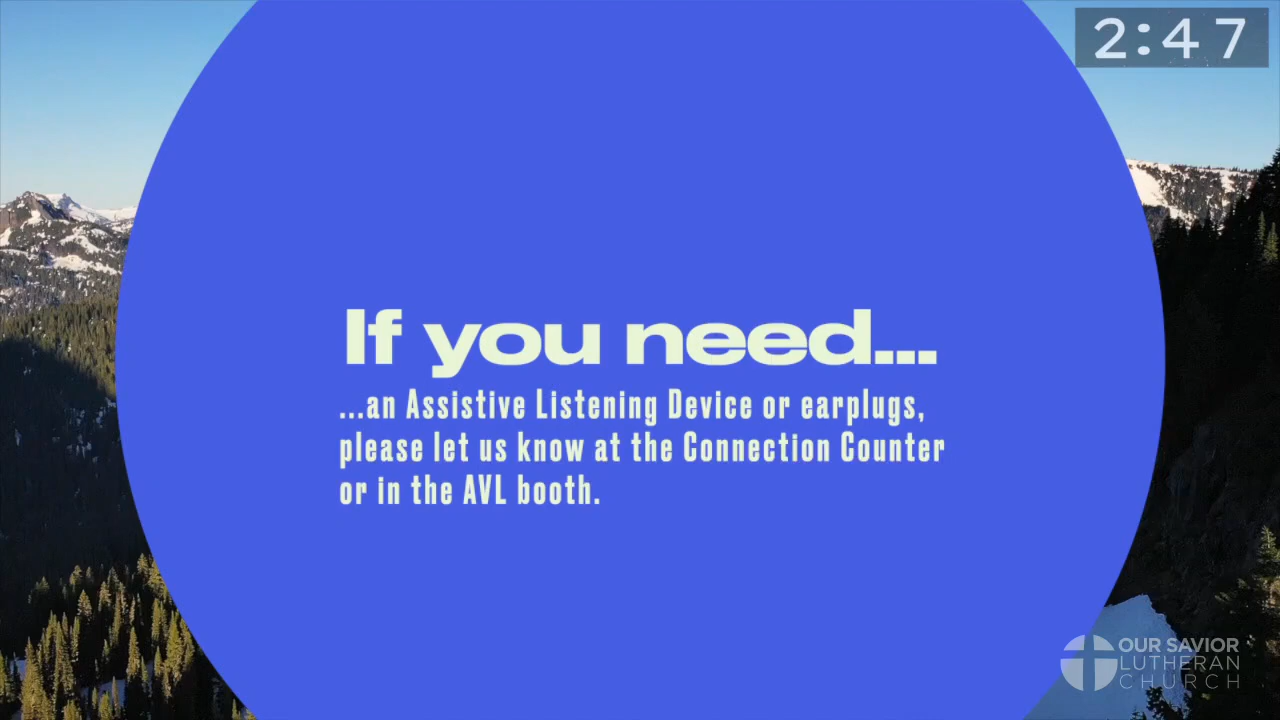 2:47
If you need...
...an Assistive Listening Device or earplugs,
please let us know at the Connection Counter
or in the AVL booth.
OUR SAVIOR
LUTHERAN
CHURCH